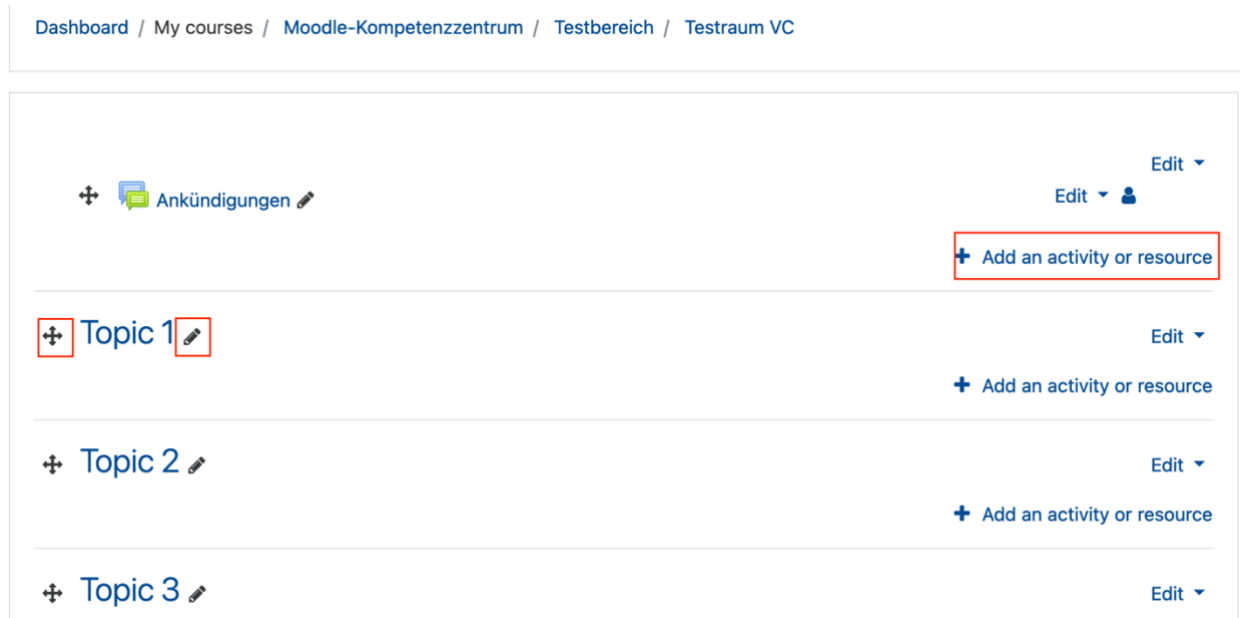 Dashboard / My courses / Moodle-Kompetenzzentrum / Testbereich / Testraum VC
Edit
Ankündigungen Edit
+ Add an activity or resource
Topic 1 Edit
+ Add an activity or resource
Topic 2 Edit
+ Add an activity or resource
Topic 3 Edit